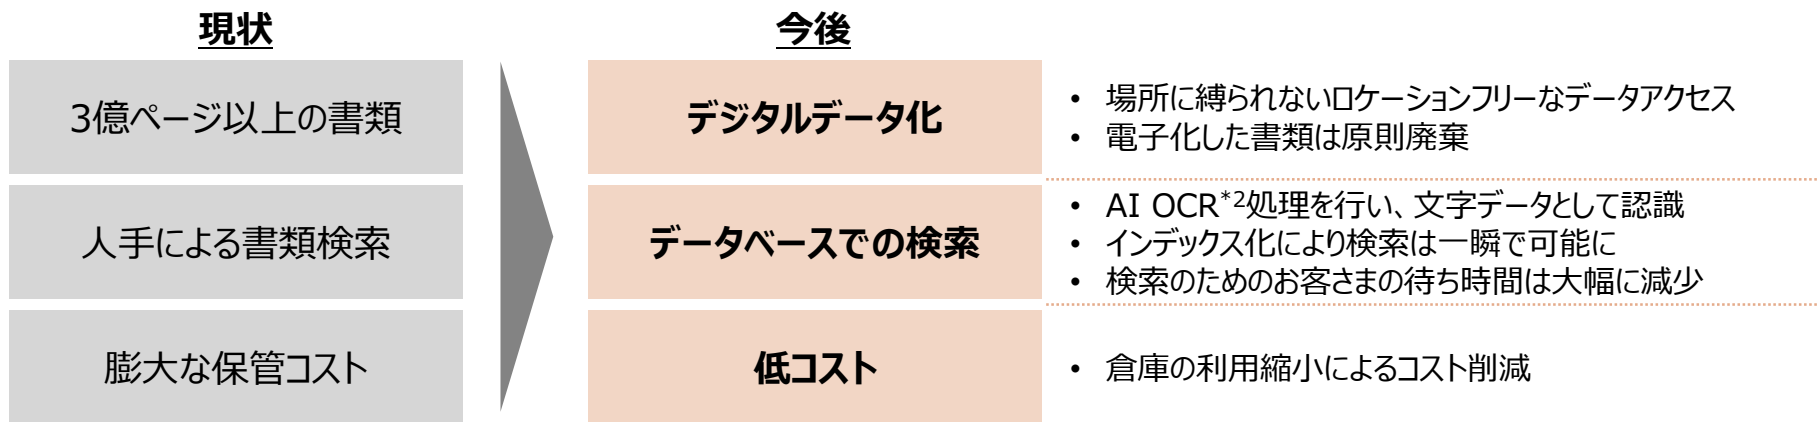 現状
今後
3億ページ以上の書類
デジタルデータ化
• 場所に縛られないロケーションフリーなデータアクセス
• 電子化した書類は原則廃棄
人手による書類検索
データベースでの検索
• AI OCR*2処理を行い、文字データとして認識
• インデックス化により検索は一瞬で可能に
• 検索のためのお客さまの待ち時間は大幅に減少
膨大な保管コスト
低コスト
• 倉庫の利用縮小によるコスト削減